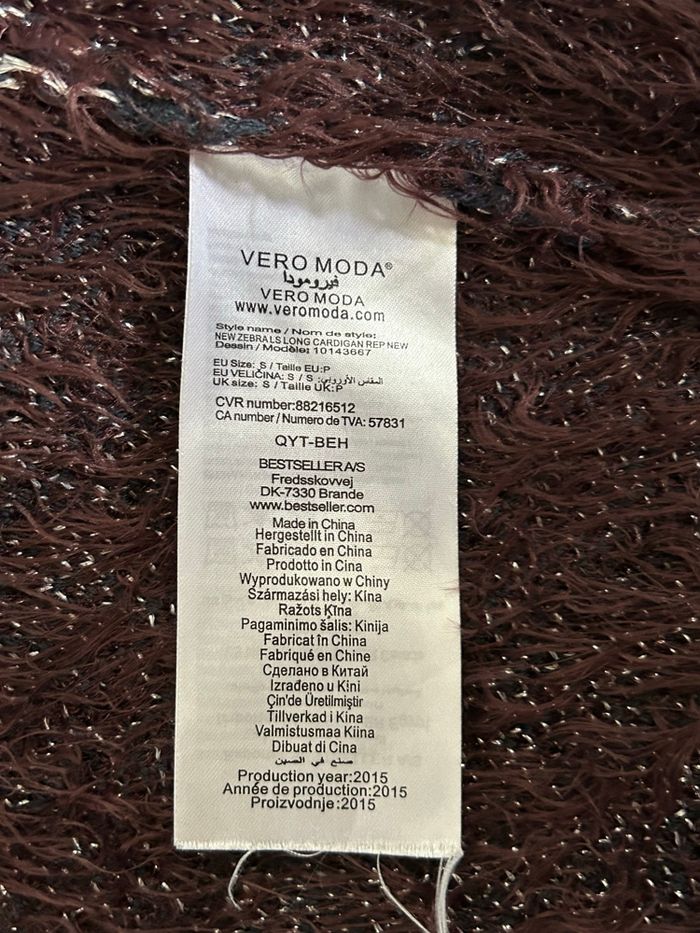 VERO MODA®
فيرومودا
VERO MODA
www.veromoda.com
Style name / Nom de style:
NEW ZEBRA LS LONG CARDIGAN REP NEW
Dessin / Modèle: 10143667
EU Size: S / Taille EU:P
EU VELIČINA: S / S :المقاس الأوروبي
UK size: S / Taille UK:P
CVR number:88216512
CA number / Numero de TVA: 57831
QYT-BEH
BESTSELLER A/S
Fredsskovvej
DK-7330 Brande
www.bestseller.com
Made in China
Hergestellt in China
Fabricado en China
Prodotto in Cina
Wyprodukowano w Chiny
Származási hely: Kína
Ražots Ķīna
Pagaminimo šalis: Kinija
Fabricat în China
Fabriqué en Chine
Сделано в Китай
Izrađeno u Kini
Çin'de Üretilmiştir
Tillverkad i Kina
Valmistusmaa Kiina
Dibuat di Cina
صنع في الصين
Production year:2015
Année de production:2015
Proizvodnje:2015